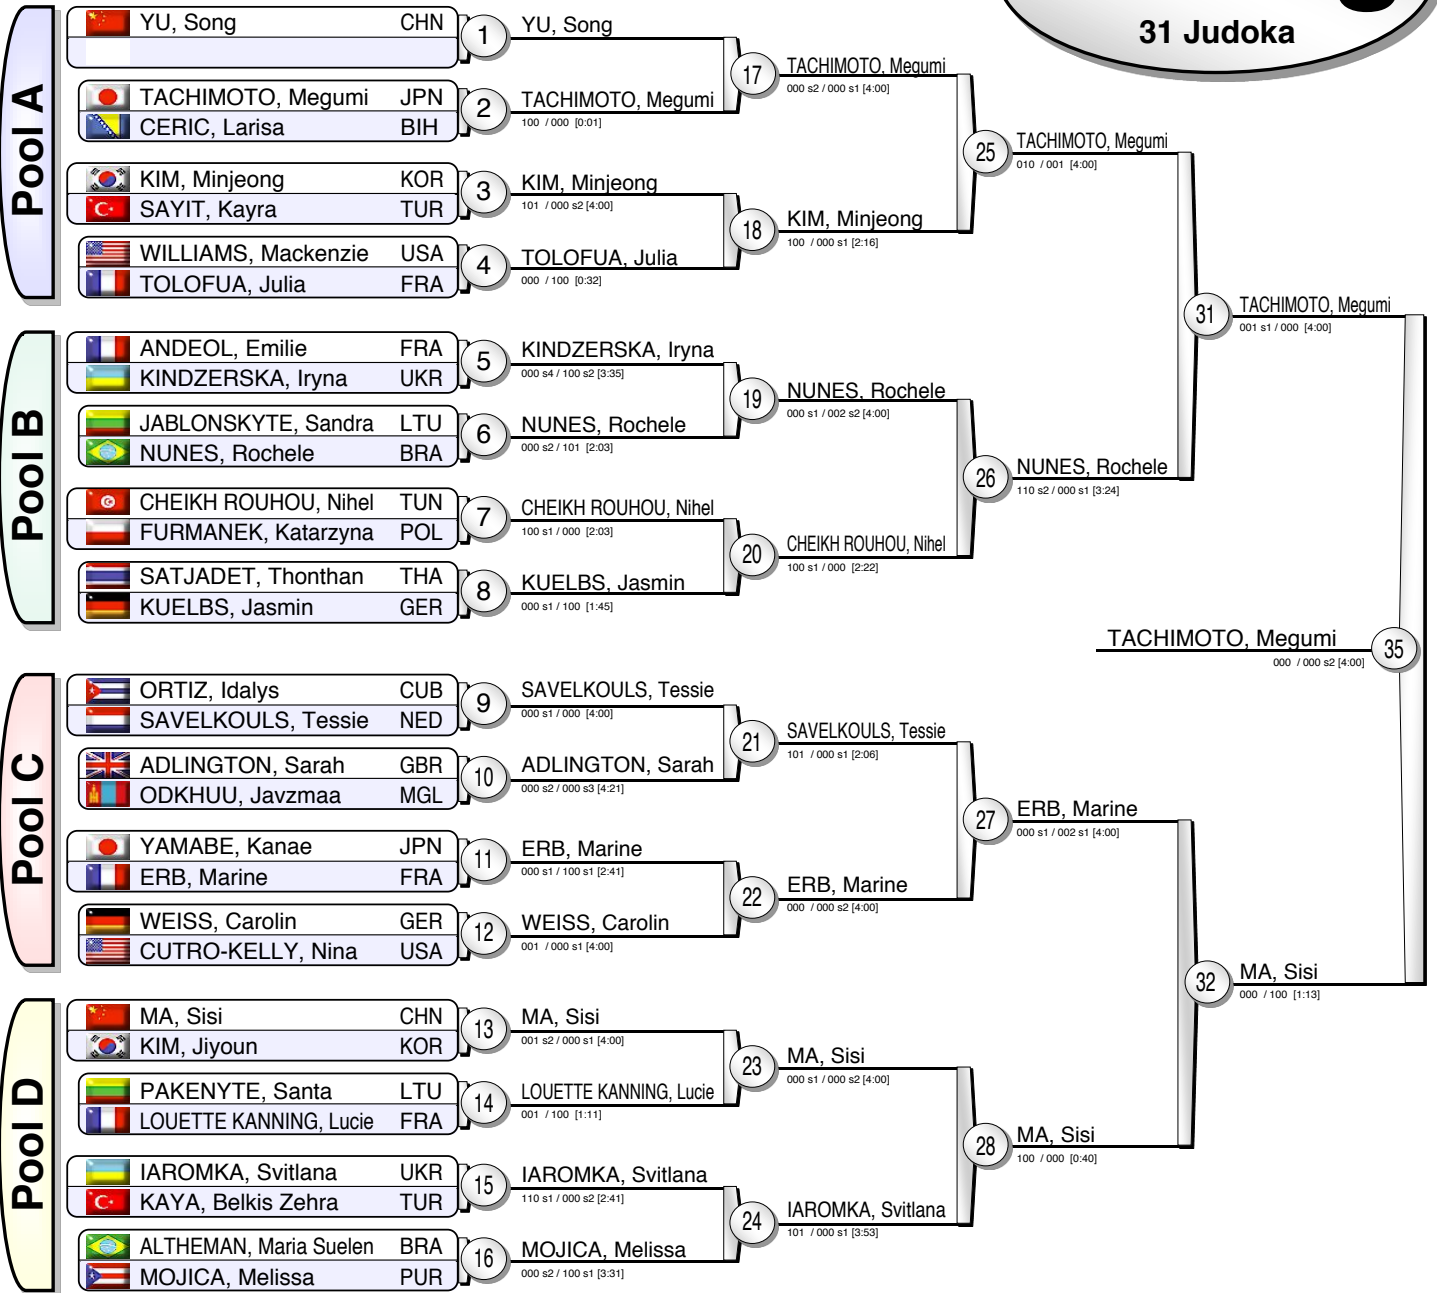 31 Judoka
Pool A
YU, Song CHN
1
TACHIMOTO, Megumi JPN
CERIC, Larisa BIH
2
KIM, Minjeong KOR
SAYIT, Kayra TUR
3
WILLIAMS, Mackenzie USA
TOLOFUA, Julia FRA
4
Pool B
ANDEOL, Emilie FRA
KINDZERSKA, Iryna UKR
5
JABLONSKYTE, Sandra LTU
NUNES, Rochele BRA
6
CHEIKH ROUHOU, Nihel TUN
FURMANEK, Katarzyna POL
7
SATJADET, Thonthan THA
KUELBS, Jasmin GER
8
Pool C
ORTIZ, Idalys CUB
SAVELKOULS, Tessie NED
9
ADLINGTON, Sarah GBR
ODKHUU, Javzmaa MGL
10
YAMABE, Kanae JPN
ERB, Marine FRA
11
WEISS, Carolin GER
CUTRO-KELLY, Nina USA
12
Pool D
MA, Sisi CHN
KIM, Jiyoun KOR
13
PAKENYTE, Santa LTU
LOUETTE KANNING, Lucie FRA
14
IAROMKA, Svitlana UKR
KAYA, Belkis Zehra TUR
15
ALTHEMAN, Maria Suelen BRA
MOJICA, Melissa PUR
16
YU, Song
TACHIMOTO, Megumi
100 / 000 [0:01]
17
KIM, Minjeong
101 / 000 s2 [4:00]
TOLOFUA, Julia
000 / 100 [0:32]
18
KINDZERSKA, Iryna
000 s4 / 100 s2 [3:35]
NUNES, Rochele
000 s2 / 101 [2:03]
19
CHEIKH ROUHOU, Nihel
100 s1 / 000 [2:03]
KUELBS, Jasmin
000 s1 / 100 [1:45]
20
SAVELKOULS, Tessie
000 s1 / 000 [4:00]
ADLINGTON, Sarah
000 s2 / 000 s3 [4:21]
21
ERB, Marine
000 s1 / 100 s1 [2:41]
WEISS, Carolin
001 / 000 s1 [4:00]
22
MA, Sisi
001 s2 / 000 s1 [4:00]
LOUETTE KANNING, Lucie
001 / 100 [1:11]
23
IAROMKA, Svitlana
110 s1 / 000 s2 [2:41]
MOJICA, Melissa
000 s2 / 100 s1 [3:31]
24
TACHIMOTO, Megumi
000 s2 / 000 s1 [4:00]
KIM, Minjeong
100 / 000 s1 [2:16]
25
NUNES, Rochele
000 s1 / 002 s2 [4:00]
CHEIKH ROUHOU, Nihel
100 s1 / 000 [2:22]
26
SAVELKOULS, Tessie
101 / 000 s1 [2:06]
ERB, Marine
000 / 000 s2 [4:00]
27
MA, Sisi
000 s1 / 000 s2 [4:00]
IAROMKA, Svitlana
101 / 000 s1 [3:53]
28
TACHIMOTO, Megumi
010 / 001 [4:00]
NUNES, Rochele
110 s2 / 000 s1 [3:24]
31
ERB, Marine
000 s1 / 002 s1 [4:00]
MA, Sisi
100 / 000 [0:40]
32
TACHIMOTO, Megumi
001 s1 / 000 [4:00]
MA, Sisi
000 / 100 [1:13]
TACHIMOTO, Megumi
000 / 000 s2 [4:00]
35